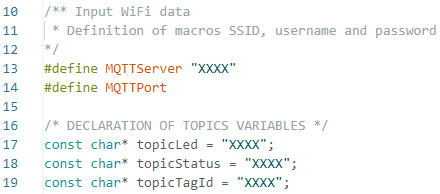 10 /** Input WiFi data
11 * Definition of macros SSID, username and password
12 */
13 #define MQTTServer "XXXX"
14 #define MQTTPort
15
16 /* DECLARATION OF TOPICS VARIABLES */
17 const char* topicLed = "XXXX";
18 const char* topicStatus = "XXXX";
19 const char* topicTagId = "XXXX";